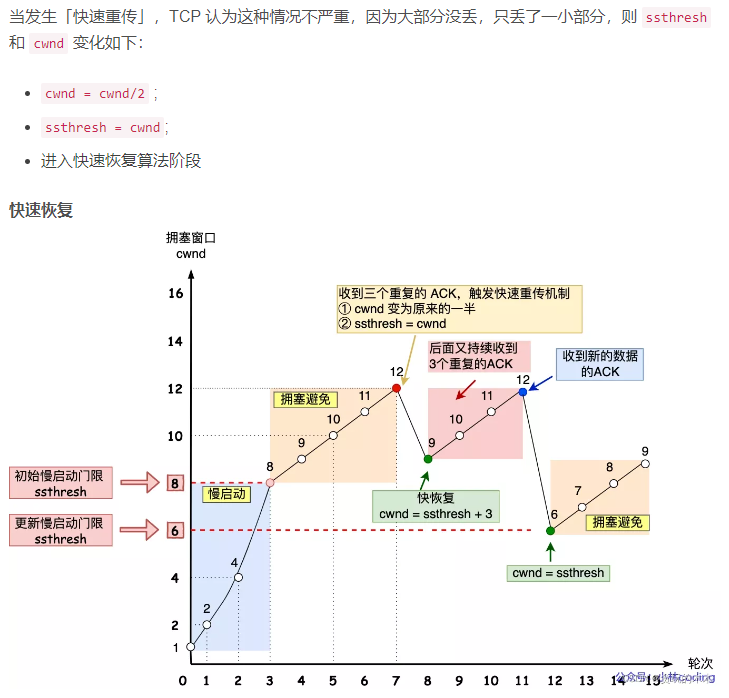 当发生「快速重传」，TCP 认为这种情况不严重，因为大部分没丢，只丢了一小部分，则 ssthresh
和 cwnd 变化如下：
cwnd = cwnd/2 ；
ssthresh = cwnd；
进入快速恢复算法阶段
快速恢复
拥塞窗口
cwnd
16
收到三个重复的 ACK，触发快速重传机制
① cwnd 变为原来的一半
② ssthresh = cwnd
14
后面又持续收到
3个重复的ACK
收到新的数据
的ACK
12
12
12
拥塞避免
11
11
10
10
10
9
9
9
8
8
初始慢启动门限
ssthresh
慢启动
快恢复
cwnd = ssthresh + 3
更新慢启动门限
ssthresh
6
6
7
8
9
拥塞避免
4
4
cwnd = ssthresh
2
2
1
轮次
0 1 2 3 4 5 6 7 8 9 10 11 12 13 14 15
公众号：小林coding